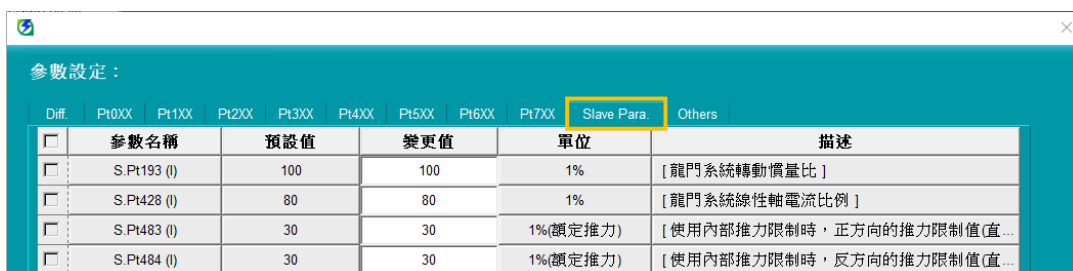 參數設定：
Diff. Pt0XX Pt1XX Pt2XX Pt3XX Pt4XX Pt5XX Pt6XX Pt7XX Slave Para. Others
參數名稱 預設值 變更值 單位 描述
S.Pt193 (I) 100 100 1% [龍門系統轉動慣量比]
S.Pt428 (I) 80 80 1% [龍門系統線性軸電流比例]
S.Pt483 (I) 30 30 1%(額定推力) [使用內部推力限制時，正方向的推力限制值(直...
S.Pt484 (I) 30 30 1%(額定推力) [使用內部推力限制時，反方向的推力限制值(直...